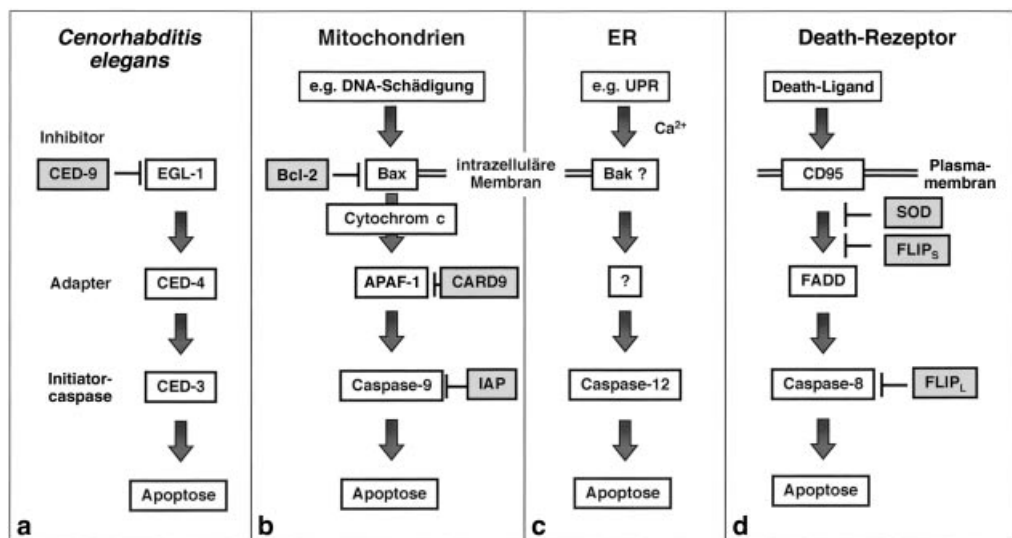 Cenorhabditis
elegans
Inhibitor
CED-9
EGL-1
Adapter
CED-4
Initiator-
caspase
CED-3
Apoptose
a
Mitochondrien
e.g. DNA-Schädigung
Bcl-2
Bax
intrazelluläre
Membran
Cytochrom c
APAF-1
CARD9
Caspase-9
IAP
Apoptose
b
ER
e.g. UPR
Ca²⁺
Bak ?
?
Caspase-12
Apoptose
c
Death-Rezeptor
Death-Ligand
CD95
Plasma-
membran
SOD
FLIPS
FADD
Caspase-8
FLIPL
Apoptose
d